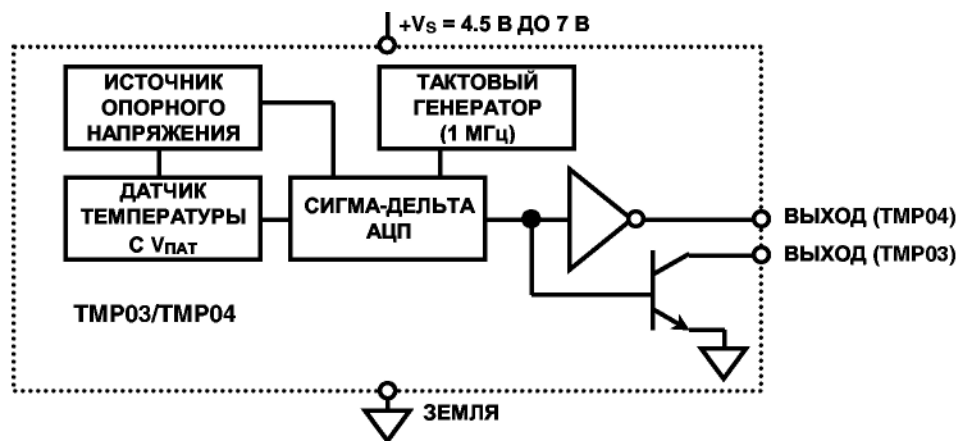 +VS = 4.5 В ДО 7 В
ИСТОЧНИК
ОПОРНОГО
НАПРЯЖЕНИЯ
ТАКТОВЫЙ
ГЕНЕРАТОР
(1 МГц)
ДАТЧИК
ТЕМПЕРАТУРЫ
С VПАТ
СИГМА-ДЕЛЬТА
АЦП
ВЫХОД (TMP04)
ВЫХОД (TMP03)
TMP03/TMP04
ЗЕМЛЯ